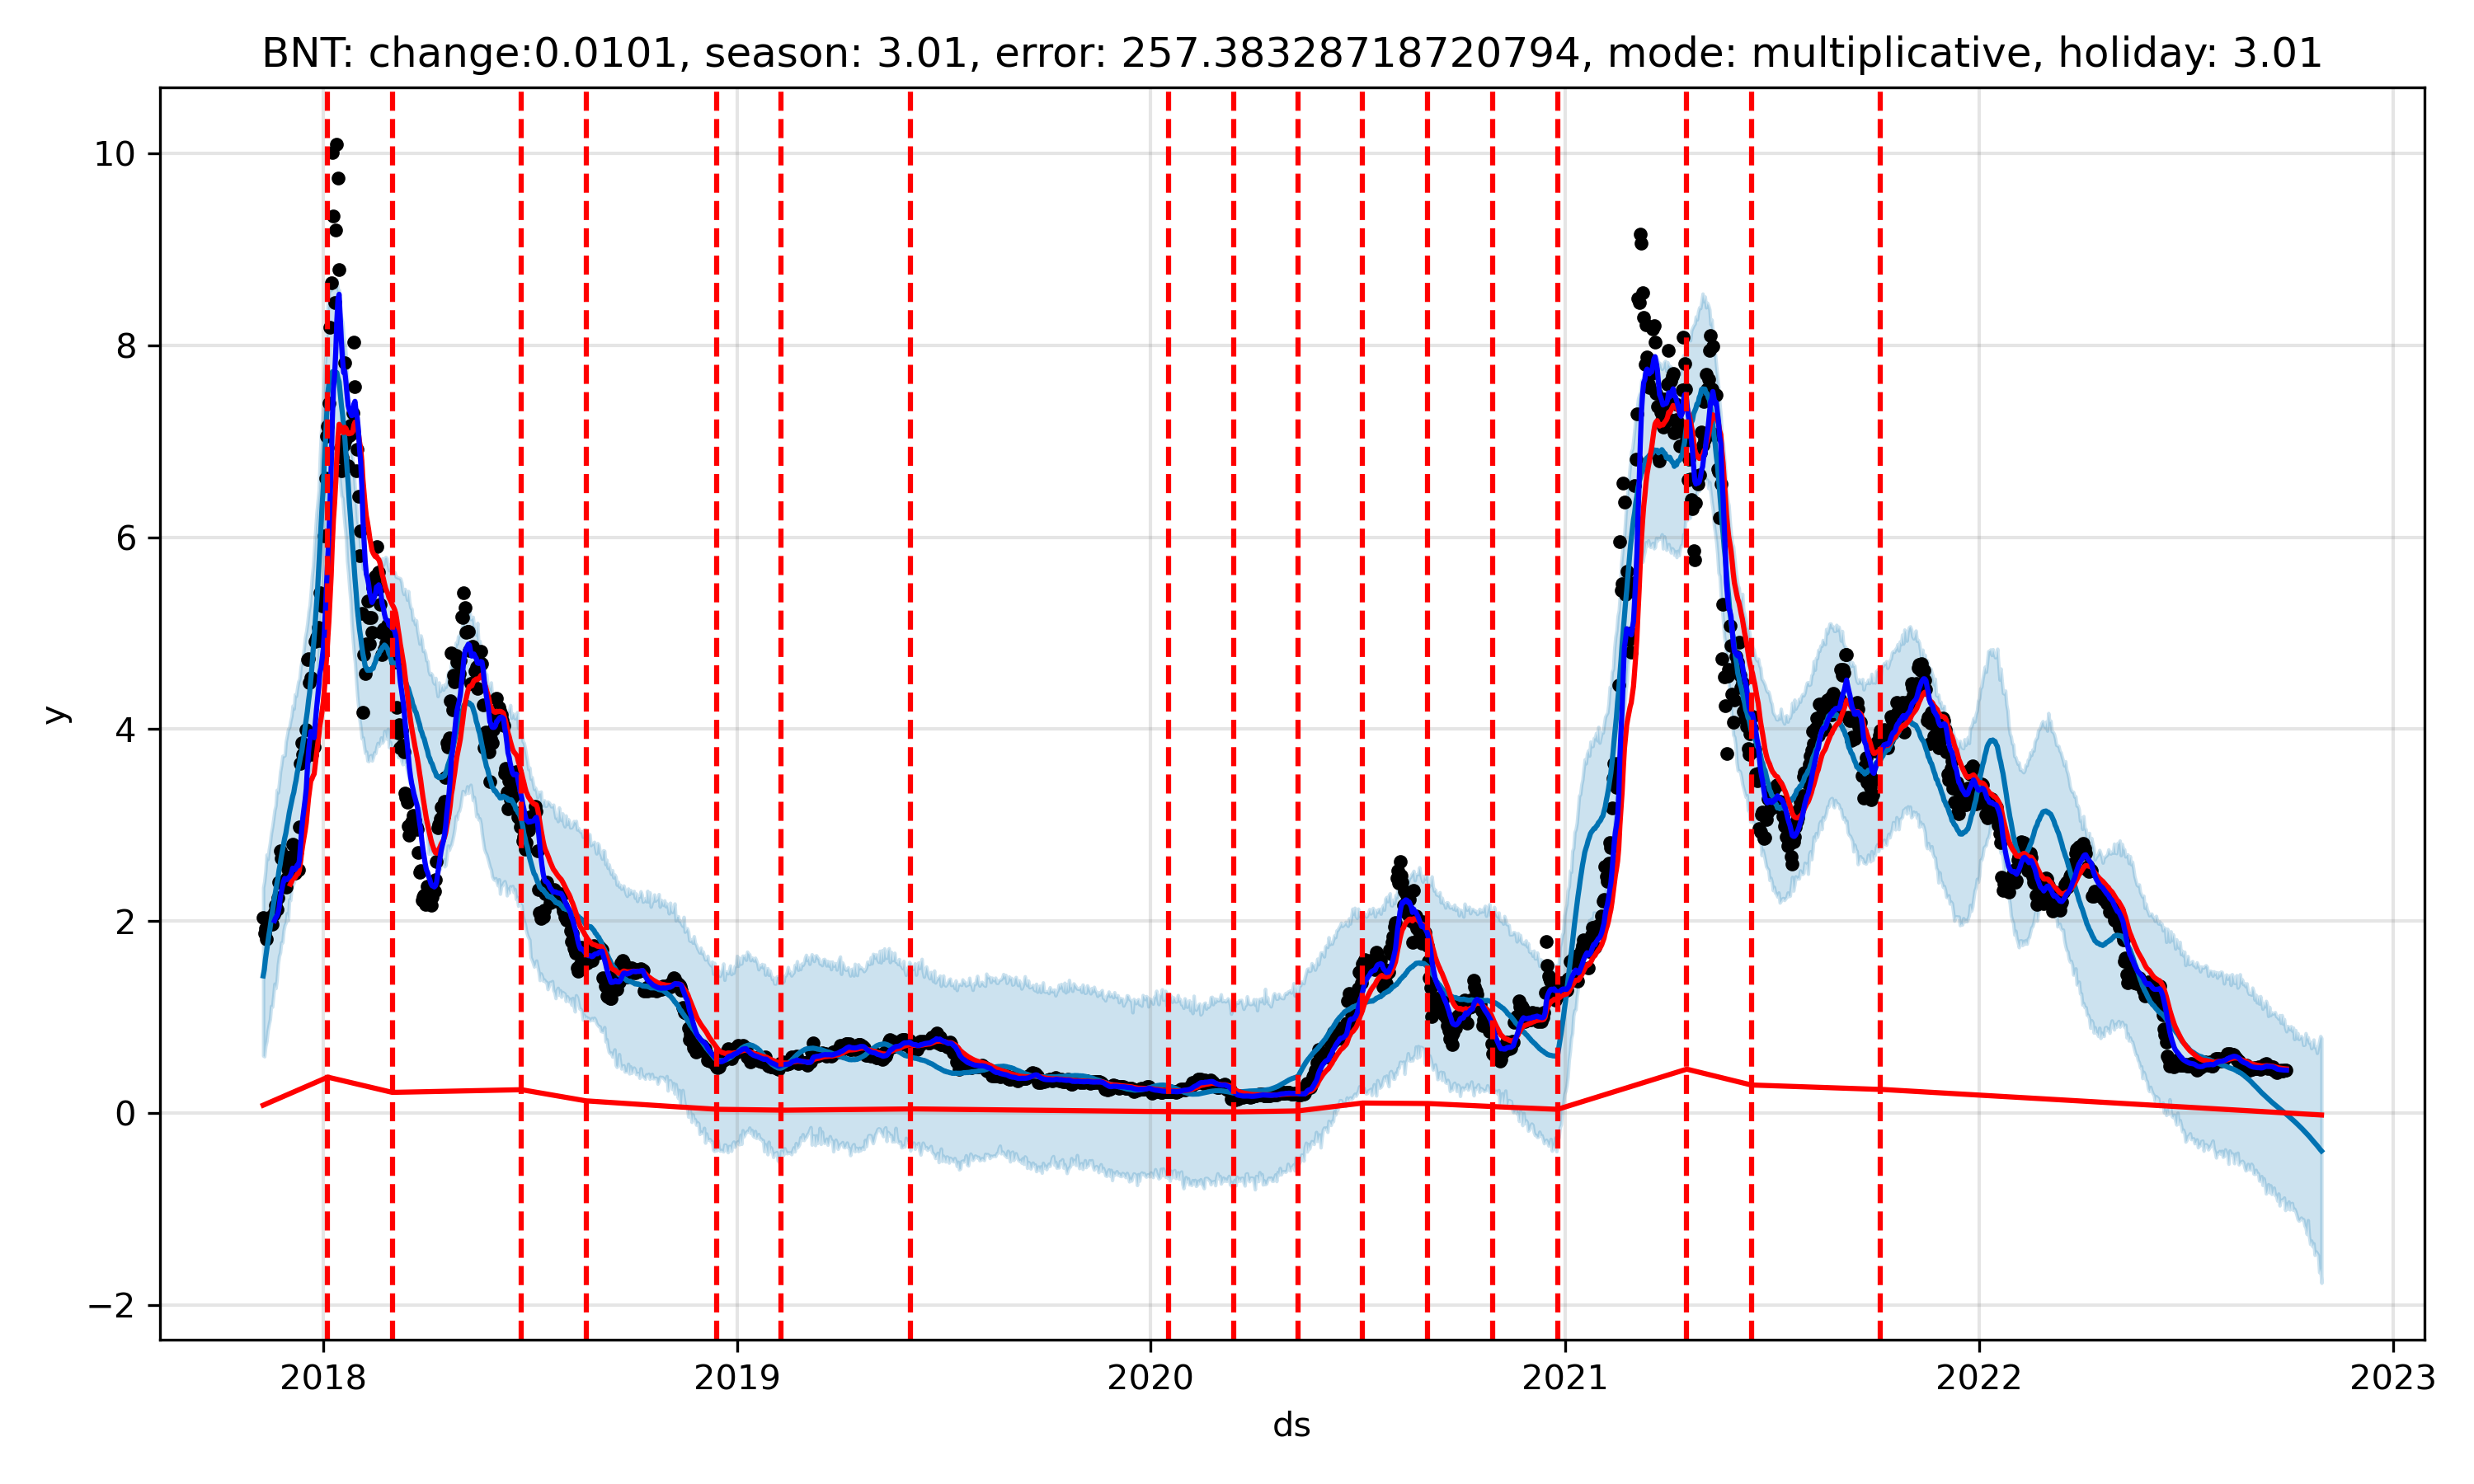 BNT: change:0.0101, season: 3.01, error: 257.38328718720794, mode: multiplicative, holiday: 3.01
10
8
6
4
2
0
−2
y
2018 2019 2020 2021 2022 2023
ds